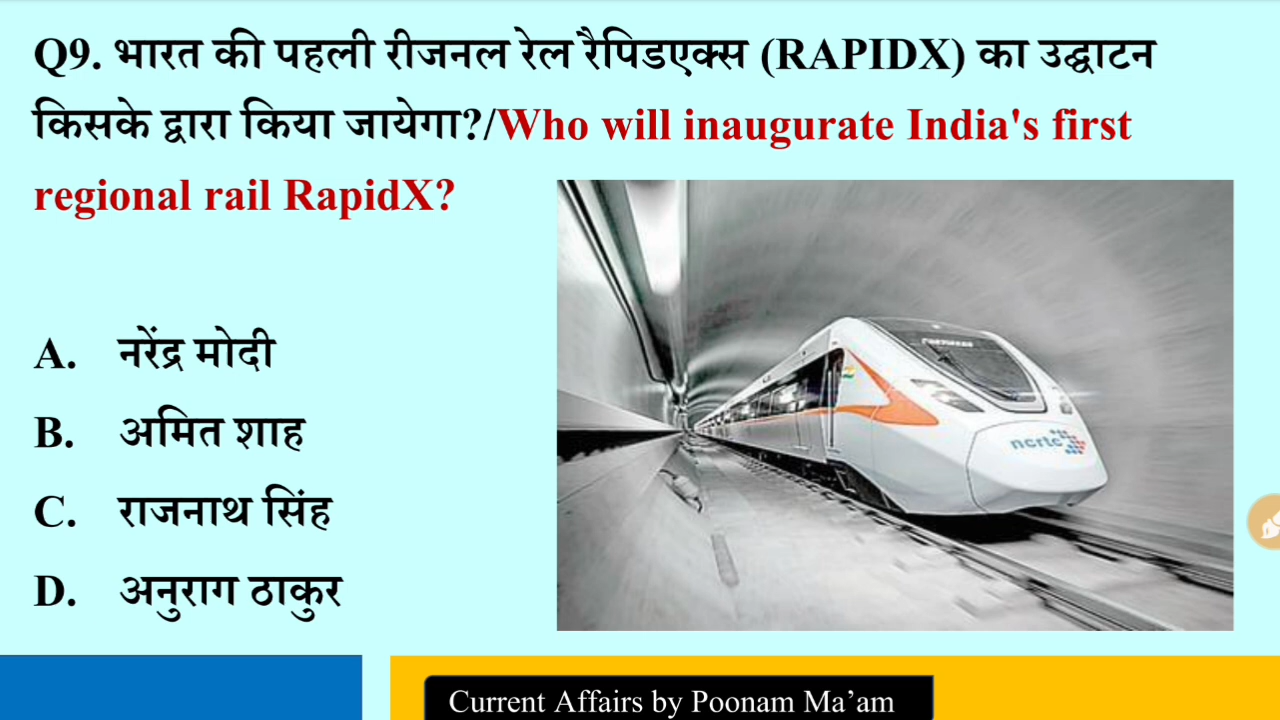 Q9. भारत की पहली रीजनल रेल रैपिडएक्स (RAPIDX) का उद्घाटन
किसके द्वारा किया जायेगा?/Who will inaugurate India's first
regional rail RapidX?
A. नरेंद्र मोदी
B. अमित शाह
C. राजनाथ सिंह
D. अनुराग ठाकुर
ncrtc
Current Affairs by Poonam Ma’am